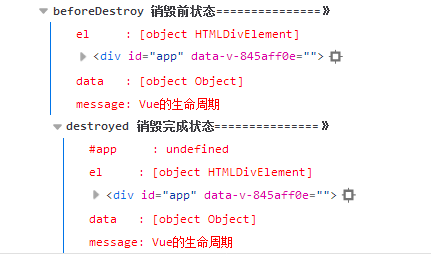 beforeDestroy 销毁前状态===============》
el     : [object HTMLDivElement]
<div id="app" data-v-845aff0e="">
data   : [object Object]
message: Vue的生命周期
destroyed 销毁完成状态===============》
#app     : undefined
el     : [object HTMLDivElement]
<div id="app" data-v-845aff0e="">
data   : [object Object]
message: Vue的生命周期